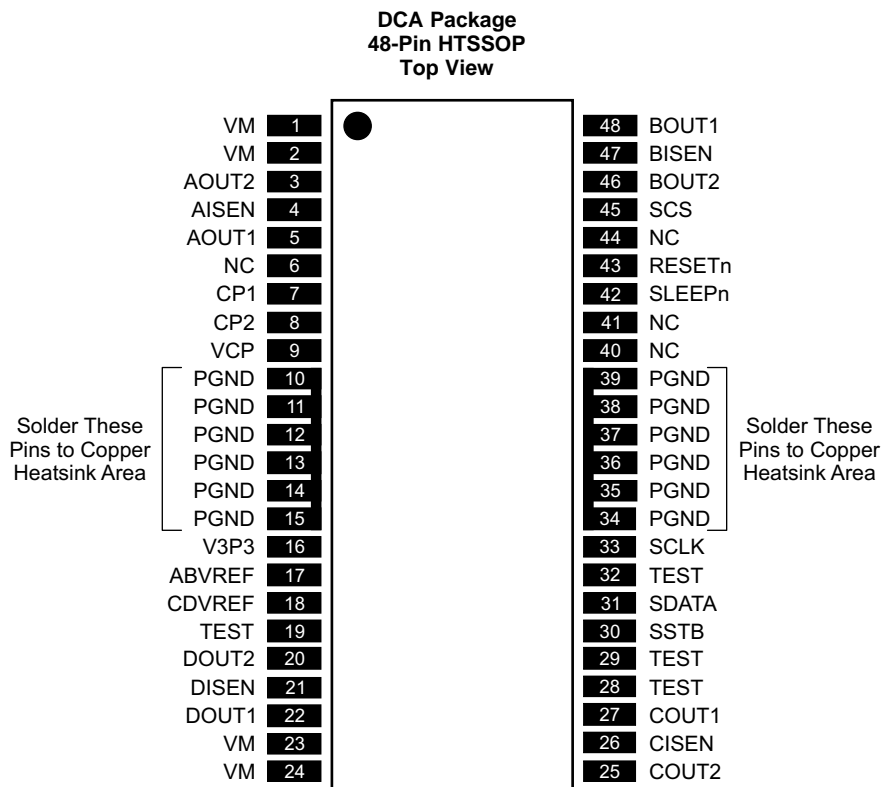 DCA Package
48-Pin HTSSOP
Top View
VM 1 48 BOUT1
VM 2 47 BISEN
AOUT2 3 46 BOUT2
AISEN 4 45 SCS
AOUT1 5 44 NC
NC 6 43 RESETn
CP1 7 42 SLEEPn
CP2 8 41 NC
VCP 9 40 NC
PGND 10 39 PGND
PGND 11 38 PGND
PGND 12 37 PGND
PGND 13 36 PGND
PGND 14 35 PGND
PGND 15 34 PGND
Solder These
Pins to Copper
Heatsink Area
Solder These
Pins to Copper
Heatsink Area
V3P3 16 33 SCLK
ABVREF 17 32 TEST
CDVREF 18 31 SDATA
TEST 19 30 SSTB
DOUT2 20 29 TEST
DISEN 21 28 TEST
DOUT1 22 27 COUT1
VM 23 26 CISEN
VM 24 25 COUT2